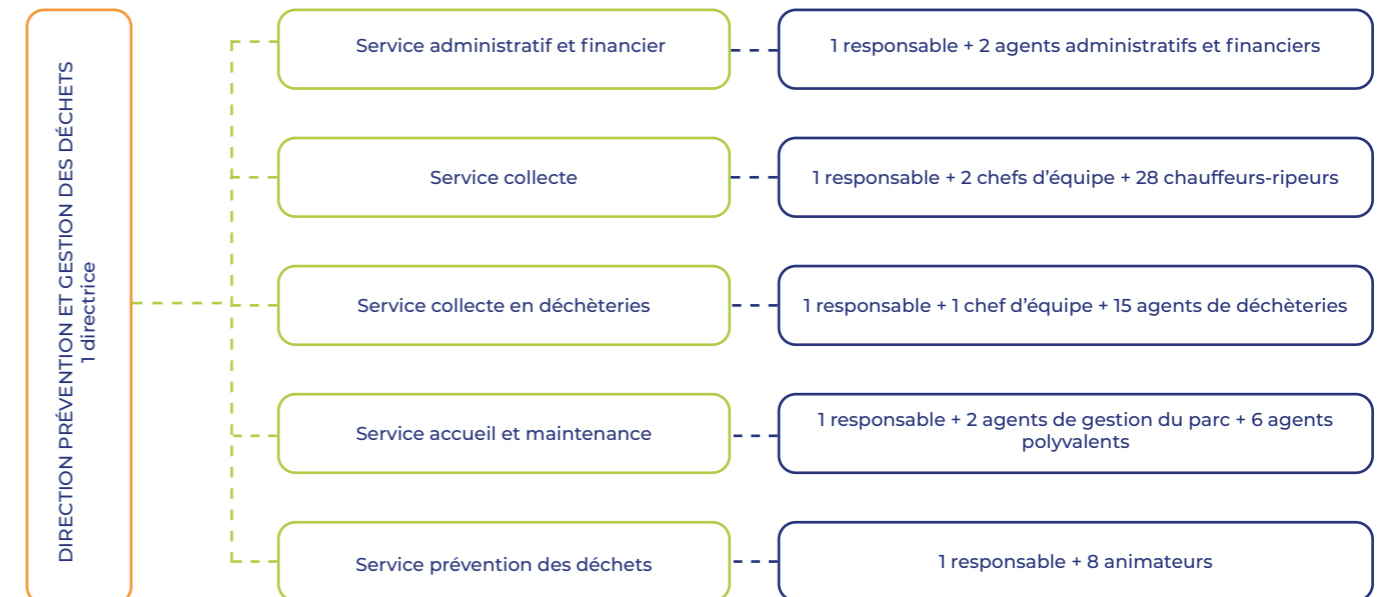 DIRECTION PRÉVENTION ET GESTION DES DÉCHETS
1 directrice
Service administratif et financier
1 responsable + 2 agents administratifs et financiers
Service collecte
1 responsable + 2 chefs d’équipe + 28 chauffeurs-ripeurs
Service collecte en déchèteries
1 responsable + 1 chef d’équipe + 15 agents de déchèteries
Service accueil et maintenance
1 responsable + 2 agents de gestion du parc + 6 agents
polyvalents
Service prévention des déchets
1 responsable + 8 animateurs